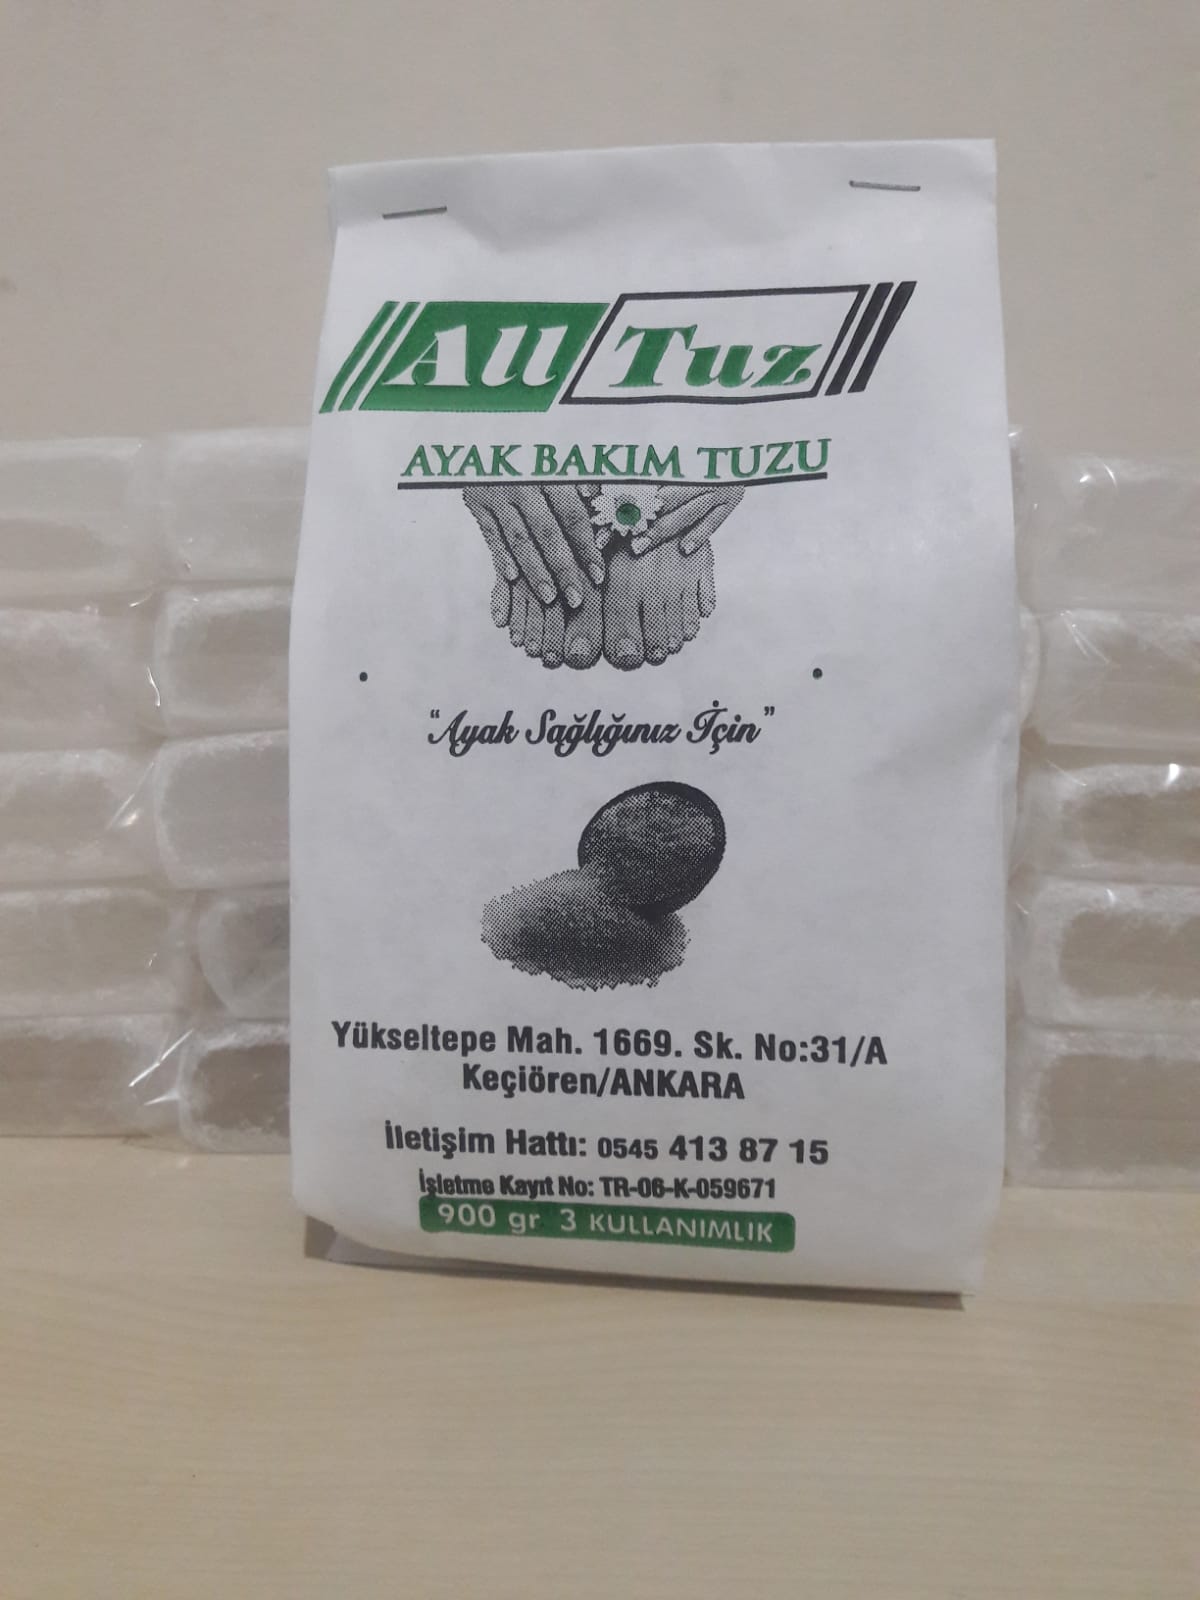 All Tuz
AYAK BAKIM TUZU
“Ayak Sağlığınız İçin”
Yükseltepe Mah. 1669. Sk. No:31/A
Keçiören/ANKARA
İletişim Hattı: 0545 413 87 15
İşletme Kayıt No: TR-06-K-059671
900 gr 3 KULLANIMLIK